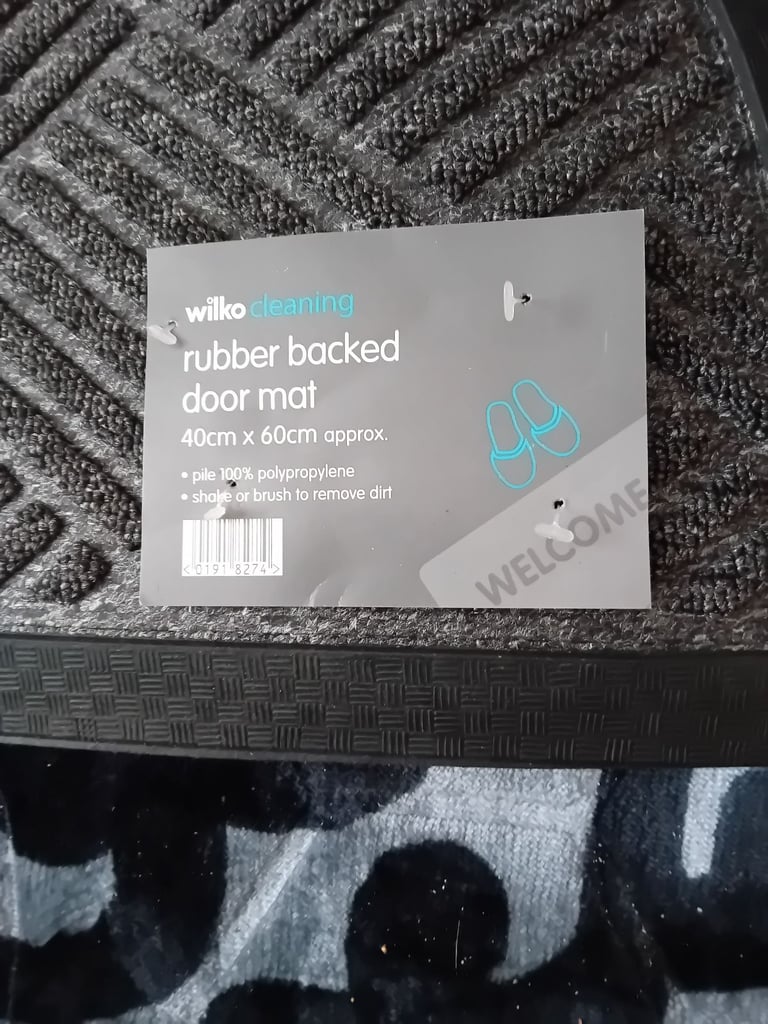 wilko cleaning
rubber backed
door mat
40cm x 60cm approx.
• pile 100% polypropylene
• shake or brush to remove dirt
<0191 8274>
WELCOME